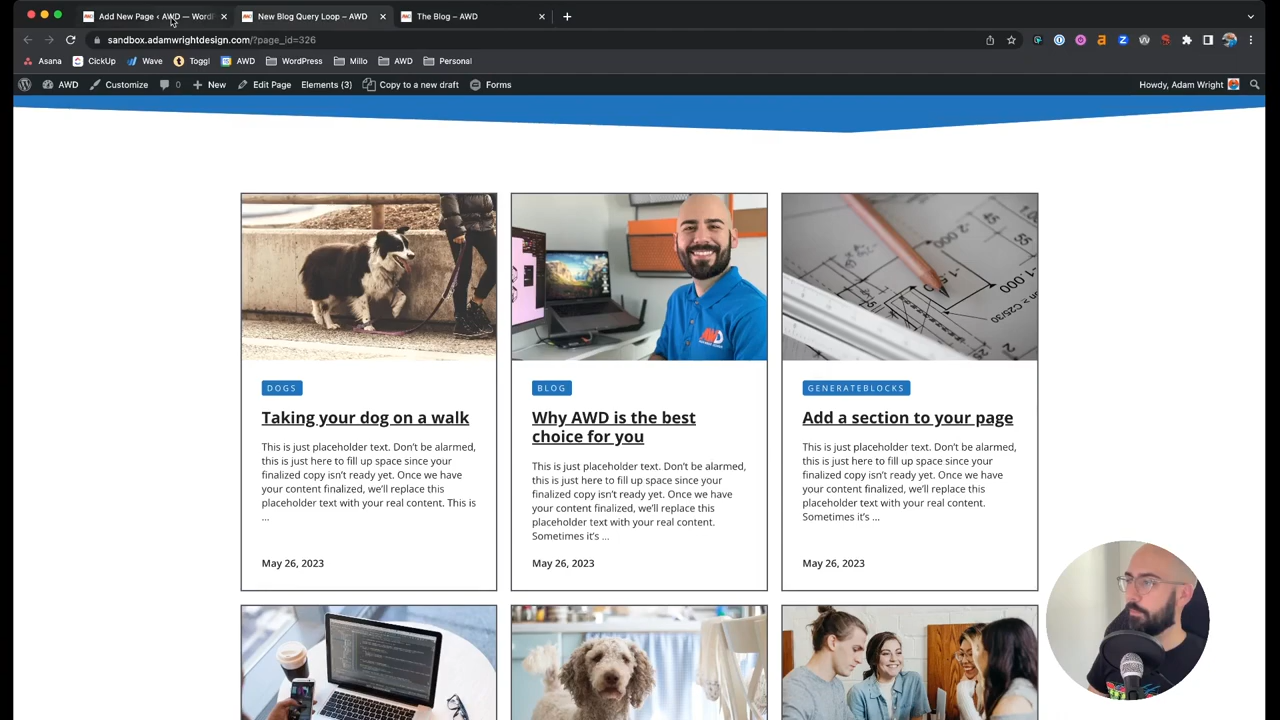 Add New Page ‹ AWD — WordP
New Blog Query Loop – AWD
The Blog – AWD
sandbox.adamwrightdesign.com/?page_id=326
Asana
ClickUp
Wave
Toggl
AWD
WordPress
Millo
AWD
Personal
AWD
Customize
0
New
Edit Page
Elements (3)
Copy to a new draft
Forms
Howdy, Adam Wright
DOGS
Taking your dog on a walk
This is just placeholder text. Don't be alarmed,
this is just here to fill up space since your
finalized copy isn't ready yet. Once we have
your content finalized, we'll replace this
placeholder text with your real content. This is
...
May 26, 2023
BLOG
Why AWD is the best
choice for you
This is just placeholder text. Don't be alarmed,
this is just here to fill up space since your
finalized copy isn't ready yet. Once we have
your content finalized, we'll replace this
placeholder text with your real content.
Sometimes it's ...
May 26, 2023
GENERATEBLOCKS
Add a section to your page
This is just placeholder text. Don't be alarmed,
this is just here to fill up space since your
finalized copy isn't ready yet. Once we have
your content finalized, we'll replace this
placeholder text with your real content.
Sometimes it's ...
May 26, 2023